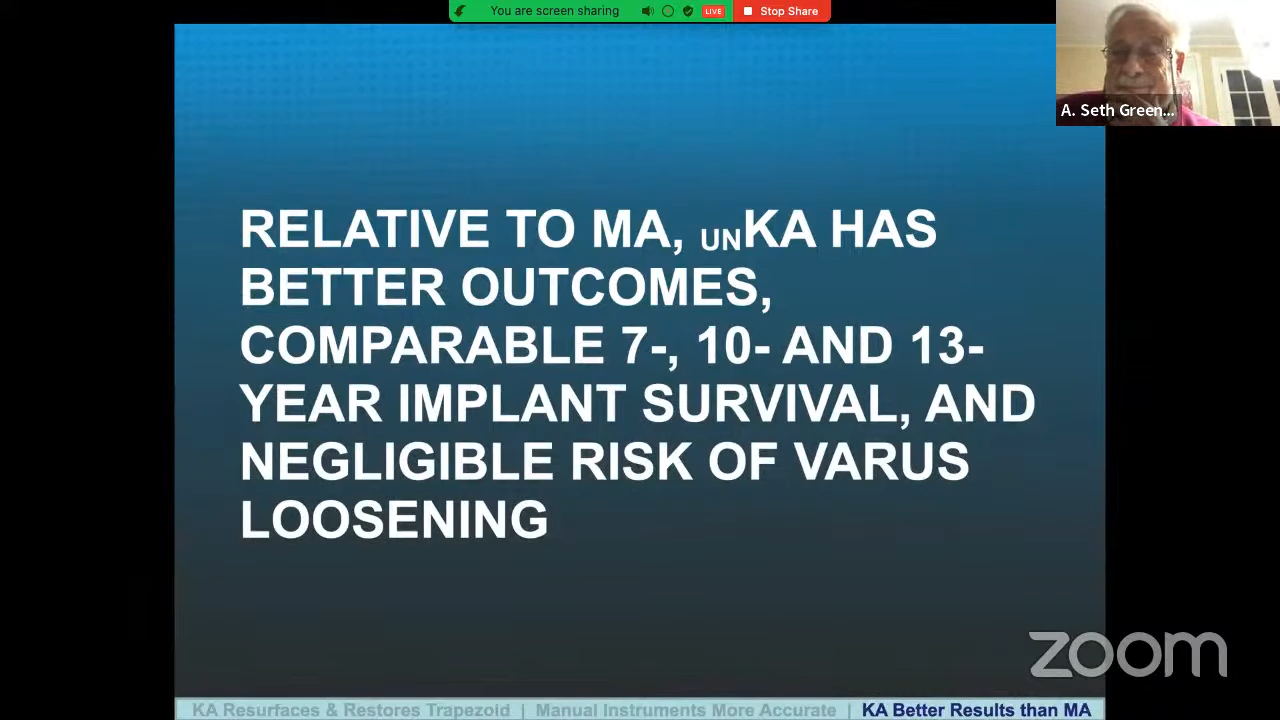 You are screen sharing
LIVE
Stop Share
A. Seth Green...
RELATIVE TO MA, UNKA HAS
BETTER OUTCOMES,
COMPARABLE 7-, 10- AND 13-
YEAR IMPLANT SURVIVAL, AND
NEGLIGIBLE RISK OF VARUS
LOOSENING
zoom
KA Resurfaces & Restores Trapezoid | Manual Instruments More Accurate | KA Better Results than MA